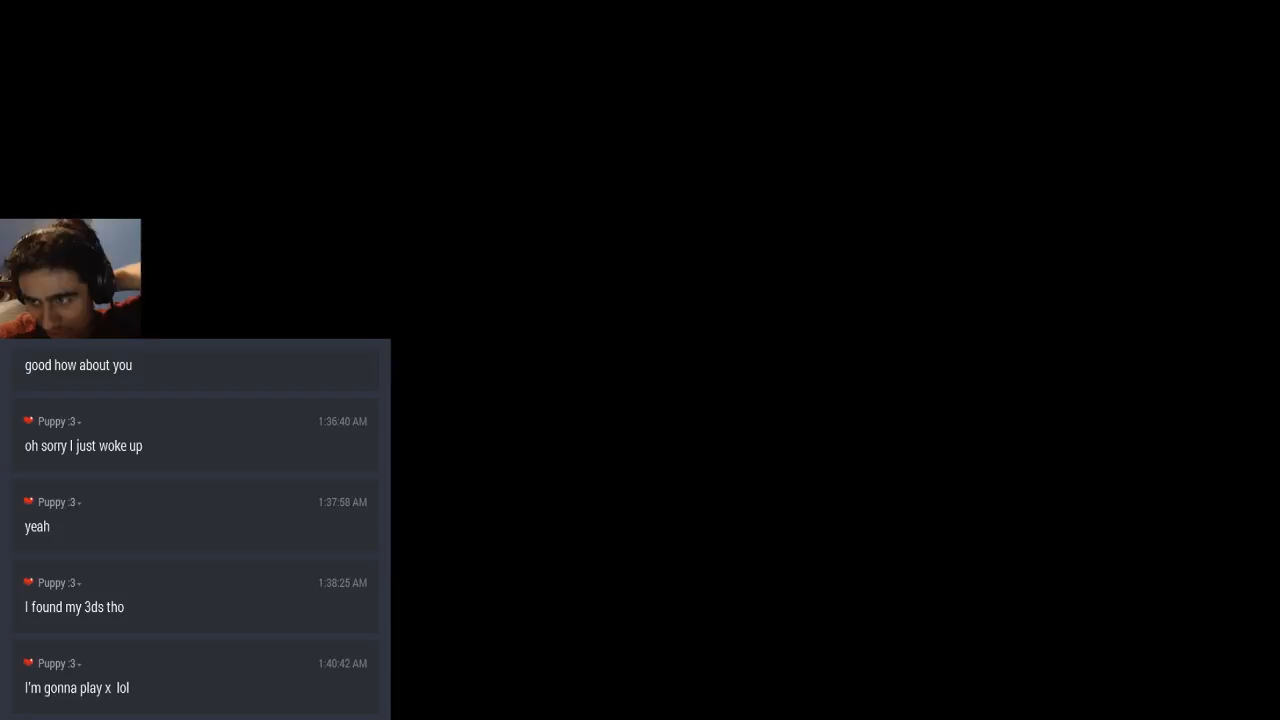 good how about you
Puppy :3
1:36:40 AM
oh sorry I just woke up
Puppy :3
1:37:58 AM
yeah
Puppy :3
1:38:25 AM
I found my 3ds tho
Puppy :3
1:40:42 AM
I'm gonna play x lol